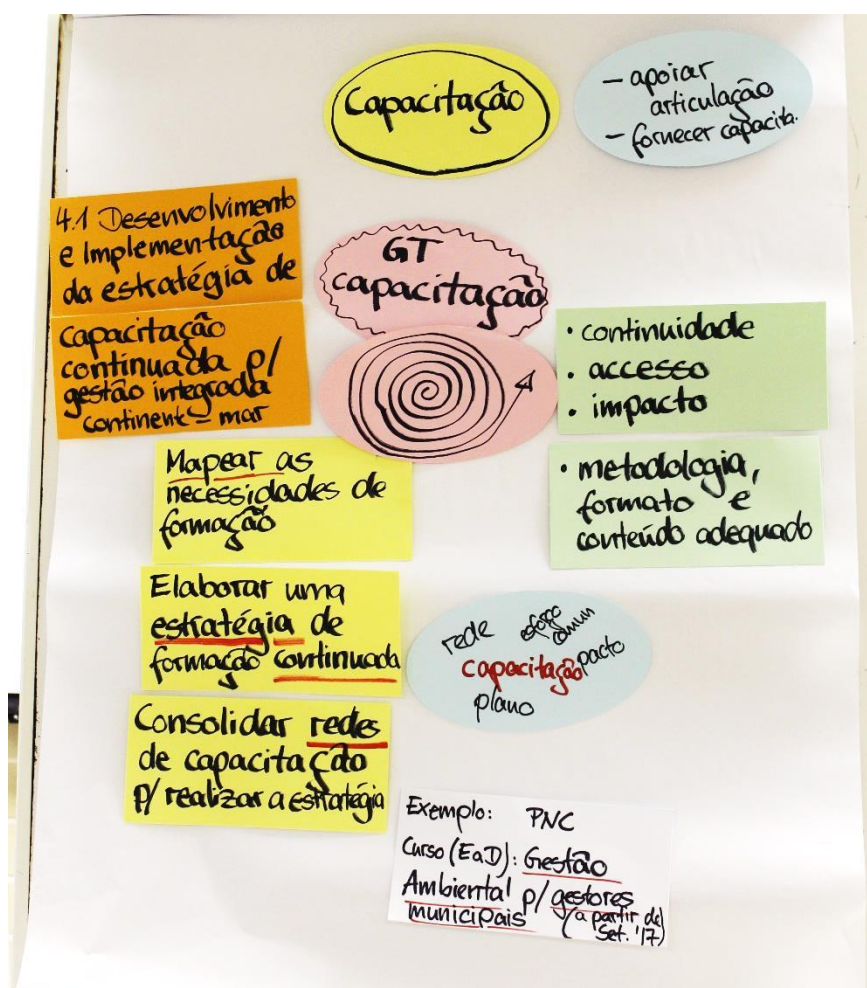 Capacitação
– apoiar
articulação
– fornecer capacita.
4.1 Desenvolvimento
e Implementação
da estratégia de
Capacitação
continuada p/
gestão integrada
continente – mar
GT
capacitação
• continuidade
• accesso
• impacto
• metodologia,
formato e
conteúdo adequado
Mapear as
necessidades de
formação
Elaborar uma
estratégia de
formação continuada
Consolidar redes
de capacitação
p/ realizar a estratégia
rede esforço
comun
capacitação pacto
plano
Exemplo: PNC
Curso (EaD): Gestão
Ambiental p/ gestores
municipais (a partir de
Set. '17)